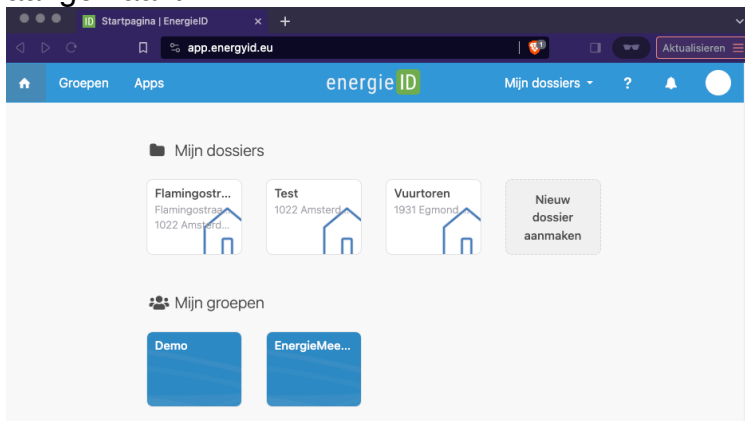 Startpagina | EnergieID
app.energyid.eu
Aktualisieren
Groepen Apps energieID Mijn dossiers ?
Mijn dossiers
Flamingostr...
Flamingostraa...
1022 Amsterd...
Test
1022 Amsterd...
Vuurtoren
1931 Egmond...
Nieuw
dossier
aanmaken
Mijn groepen
Demo
EnergieMee...